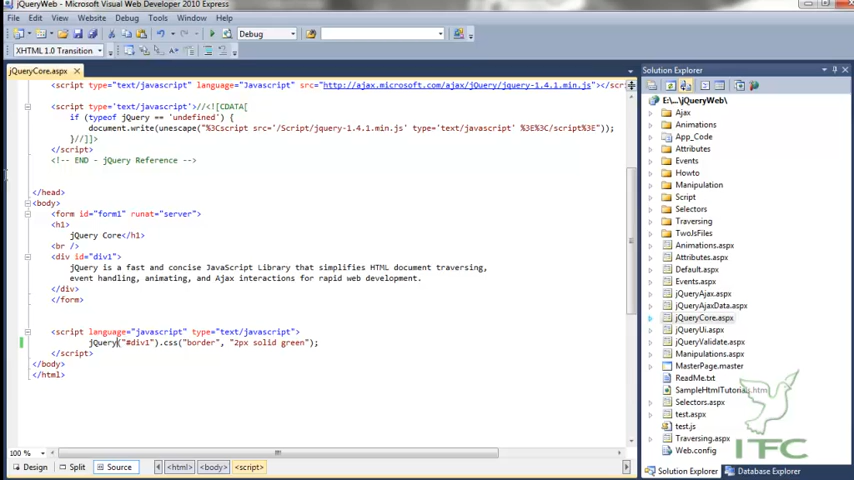 jQueryWeb - Microsoft Visual Web Developer 2010 Express
File Edit View Website Debug Tools Window Help
Debug
XHTML 1.0 Transition
jQueryCore.aspx
<script type="text/javascript" language="Javascript" src="http://ajax.microsoft.com/ajax/jQuery/jquery-1.4.1.min.js"></scri
<script type='text/javascript'>//<![CDATA[
if (typeof jQuery == 'undefined') {
document.write(unescape("%3Cscript src='/Script/jquery-1.4.1.min.js' type='text/javascript' %3E%3C/script%3E"));
}//]]>
</script>
<!-- END - jQuery Reference -->
</head>
<body>
<form id="form1" runat="server">
<h1>
jQuery Core</h1>
<br />
<div id="div1">
jQuery is a fast and concise JavaScript Library that simplifies HTML document traversing,
event handling, animating, and Ajax interactions for rapid web development.
</div>
</form>
<script language="javascript" type="text/javascript">
jQuery("#div1").css("border", "2px solid green");
</script>
</body>
</html>
100 %
Design Split Source <html> <body> <script>
Solution Explorer
E:\...\jQueryWeb\
Ajax
Animations
App_Code
Attributes
Events
Howto
Manipulation
Script
Selectors
Traversing
TwoJsFiles
Animations.aspx
Attributes.aspx
Default.aspx
Events.aspx
jQueryAjax.aspx
jQueryAjaxData.aspx
jQueryCore.aspx
jQueryUi.aspx
jQueryValidate.aspx
Manipulations.aspx
MasterPage.master
ReadMe.txt
SampleHtmlTutorials.htm
Selectors.aspx
test.aspx
test.js
Traversing.aspx
Web.config
ITFC
Solution Explorer Database Explorer